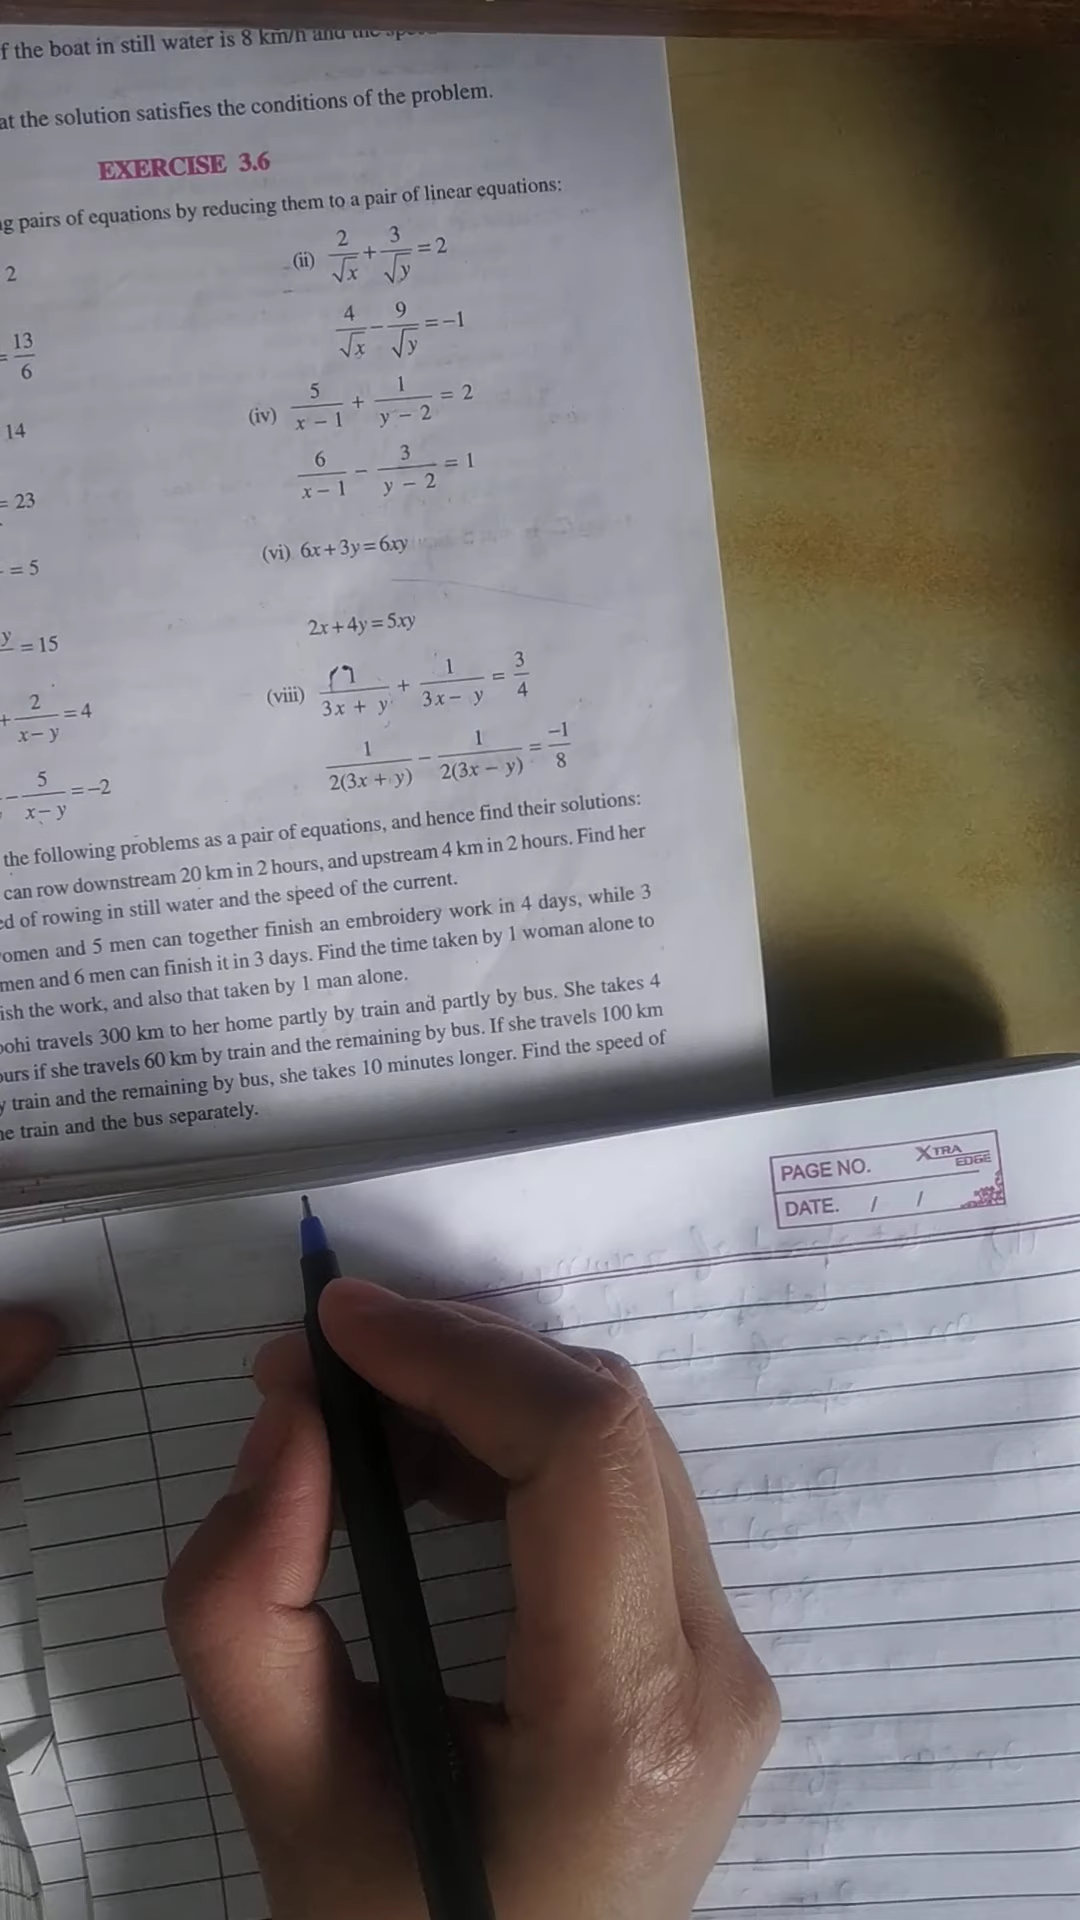 f the boat in still water is 8 km/h and the
at the solution satisfies the conditions of the problem.
EXERCISE 3.6
g pairs of equations by reducing them to a pair of linear equations:
2
(ii) 2/√x + 3/√y = 2
= 13/6
4/√x − 9/√y = −1
14
(iv) 5/(x − 1) + 1/(y − 2) = 2
= 23
6/(x − 1) − 3/(y − 2) = 1
= 5
(vi) 6x + 3y = 6xy
y = 15
2x + 4y = 5xy
+ 2/(x − y) = 4
(viii) /(3x + y) + 1/(3x − y) = 3/4
− 5/(x − y) = −2
1/2(3x + y) − 1/2(3x − y) = −1/8
the following problems as a pair of equations, and hence find their solutions:
can row downstream 20 km in 2 hours, and upstream 4 km in 2 hours. Find her
ed of rowing in still water and the speed of the current.
omen and 5 men can together finish an embroidery work in 4 days, while 3
men and 6 men can finish it in 3 days. Find the time taken by 1 woman alone to
ish the work, and also that taken by 1 man alone.
oohi travels 300 km to her home partly by train and partly by bus. She takes 4
ours if she travels 60 km by train and the remaining by bus. If she travels 100 km
y train and the remaining by bus, she takes 10 minutes longer. Find the speed of
he train and the bus separately.
PAGE NO.
XTRA EDGE
DATE. / /